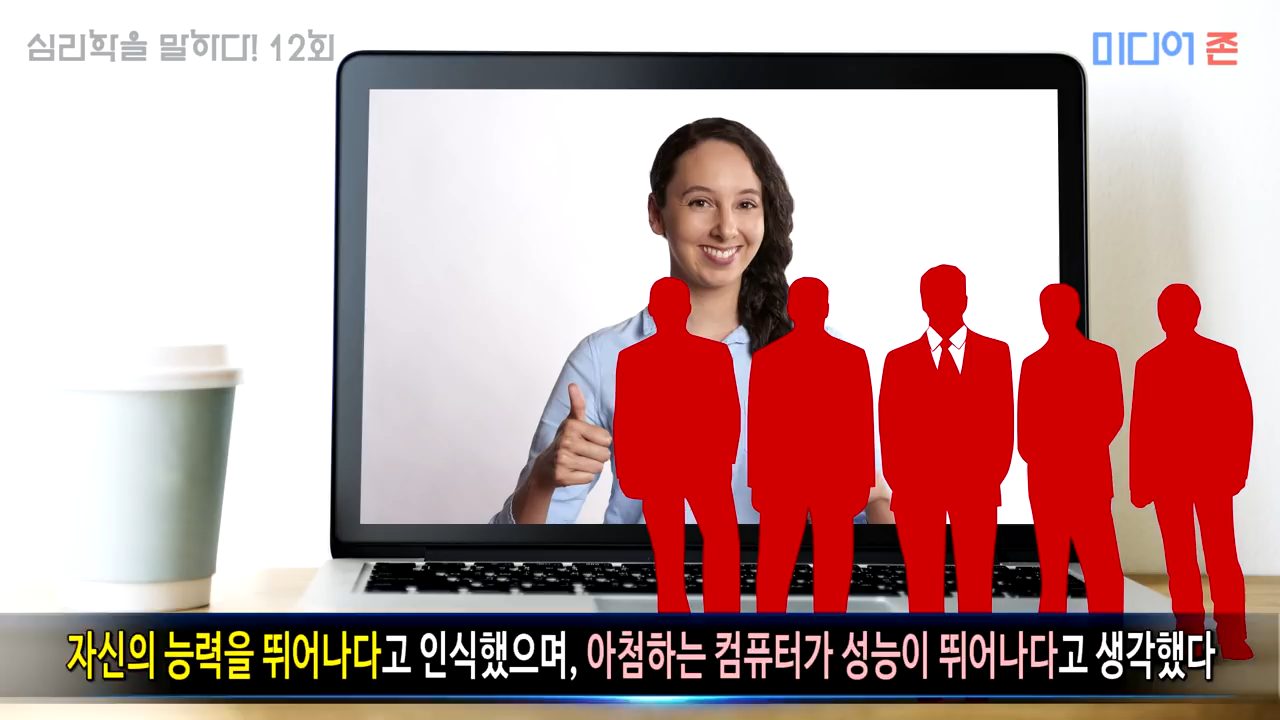 심리학을 말하다! 12회
미디어 존
자신의 능력을 뛰어나다고 인식했으며, 아첨하는 컴퓨터가 성능이 뛰어나다고 생각했다